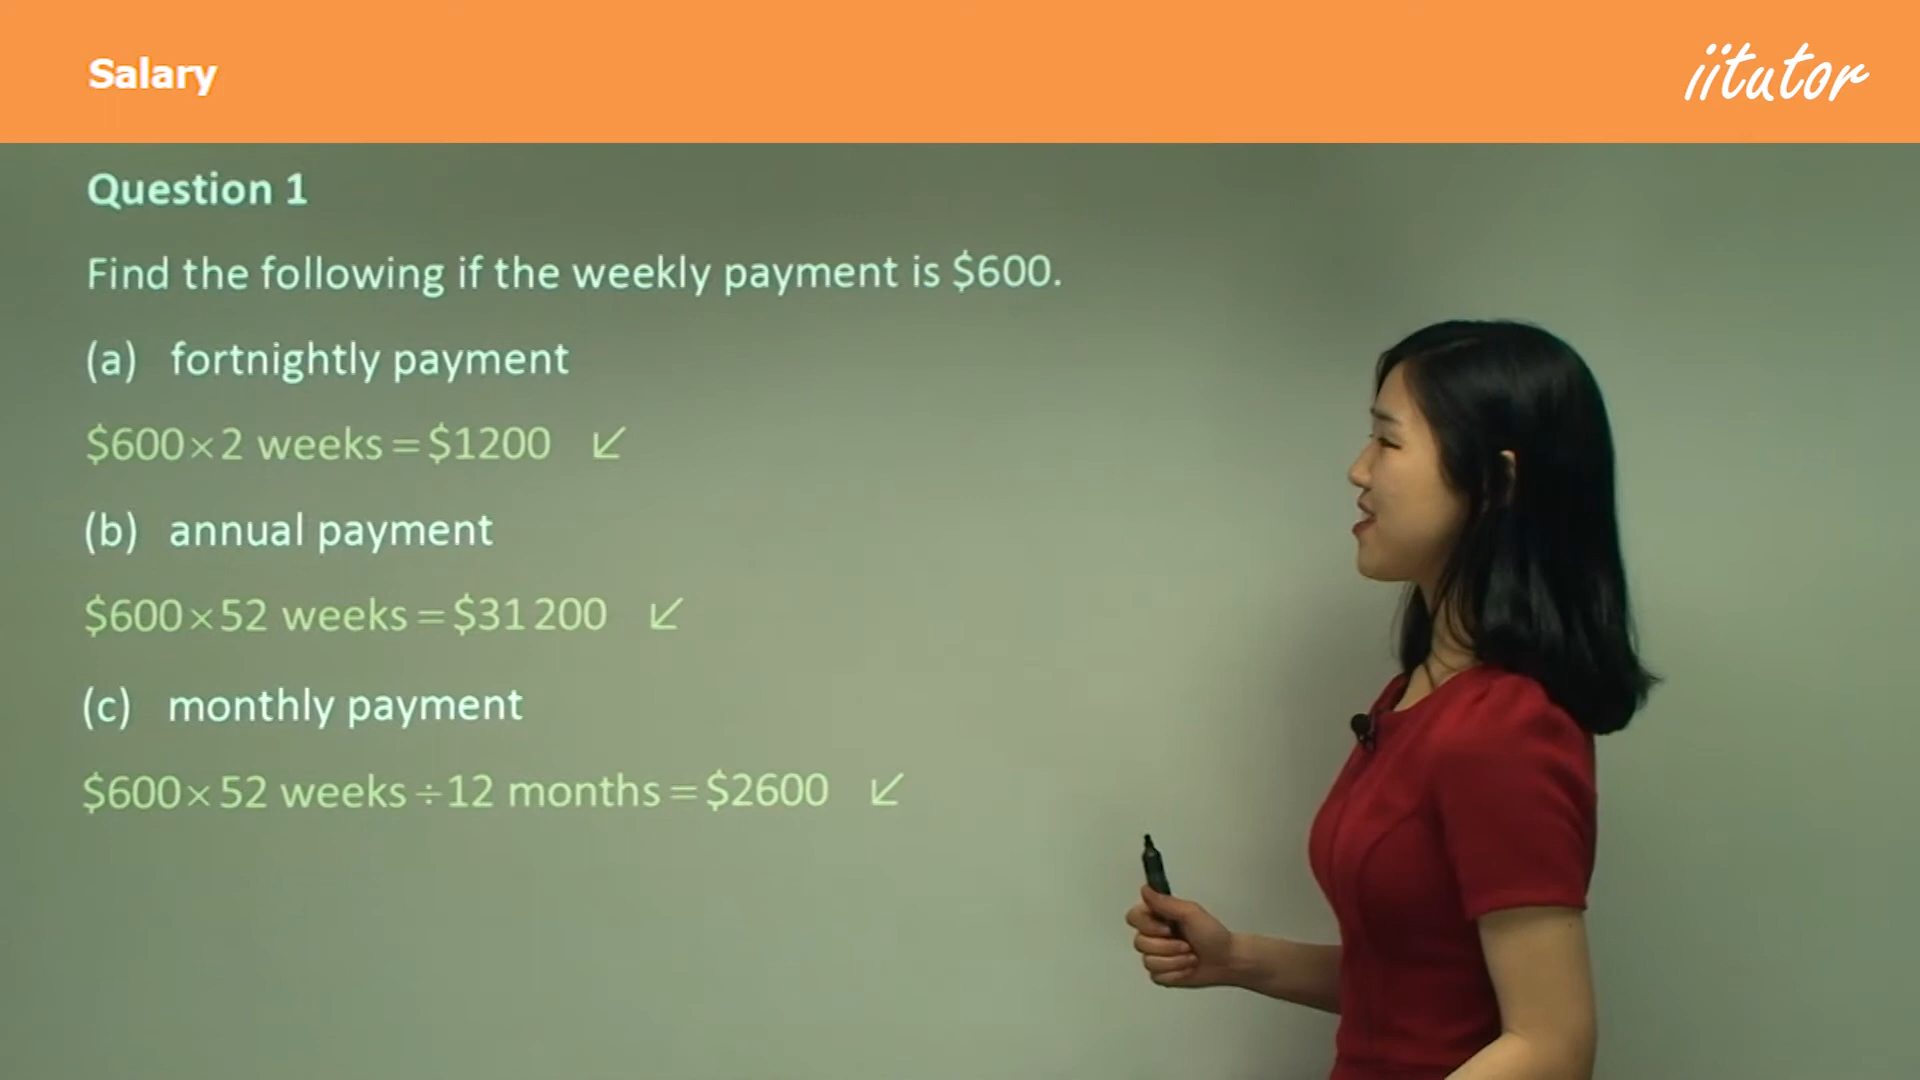 Salary
iitutor
Question 1
Find the following if the weekly payment is $600.
(a) fortnightly payment
$600×2 weeks=$1200 ↙
(b) annual payment
$600×52 weeks=$31 200 ↙
(c) monthly payment
$600×52 weeks÷12 months=$2600 ↙